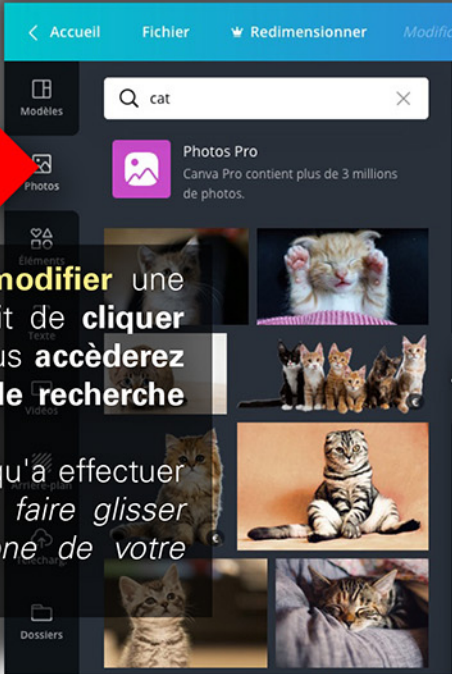 Accueil Fichier Redimensionner Modific
Modèles
cat
Photos
Photos Pro
Canva Pro contient plus de 3 millions
de photos.
Éléments
modifier une
it de cliquer
Texte
us accèderez
le recherche
Vidéos
qu'a effectuer
Arrière-plan
faire glisser
one de votre
Télécharg.
Dossiers